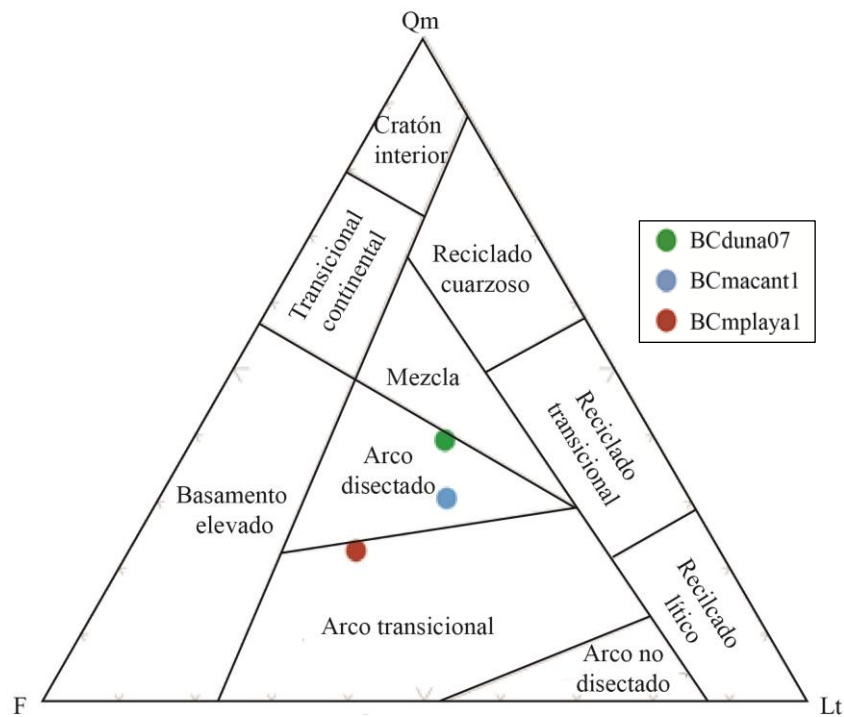 Qm
Cratón
interior
Transicional
continental
Reciclado
cuarzoso
BCduna07
BCmacant1
BCmplaya1
Mezcla
Reciclado
transicional
Arco
disectado
Basamento
elevado
Recilcado
lítico
Arco transicional
Arco no
disectado
F
Lt